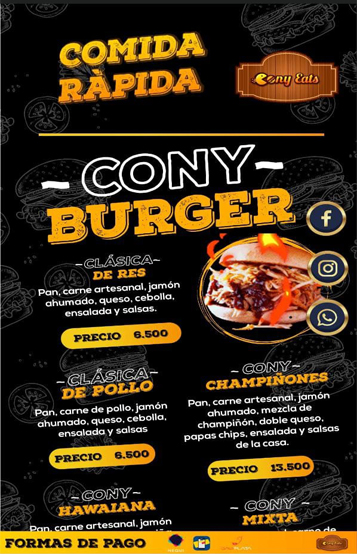 COMIDA
RÀPIDA
Cony Eats
~ CONY ~
BURGER
~CLÁSICA~
DE RES
Pan, carne artesanal, jamón
ahumado, queso, cebolla,
ensalada y salsas.
PRECIO 6.500
~CLÁSICA~
DE POLLO
Pan, carne de pollo, jamón
ahumado, queso, cebolla,
ensalada y salsas
PRECIO 6.500
~ CONY ~
CHAMPIÑONES
Pan, carne artesanal, jamón
ahumado, mezcla de
champiñón, doble queso,
papas chips, ensalada y salsas
de la casa.
PRECIO 13.500
~CONY~
HAWAIANA
Pan, carne artesanal, jamón
~ CONY ~
MIXTA
FORMAS DE PAGO